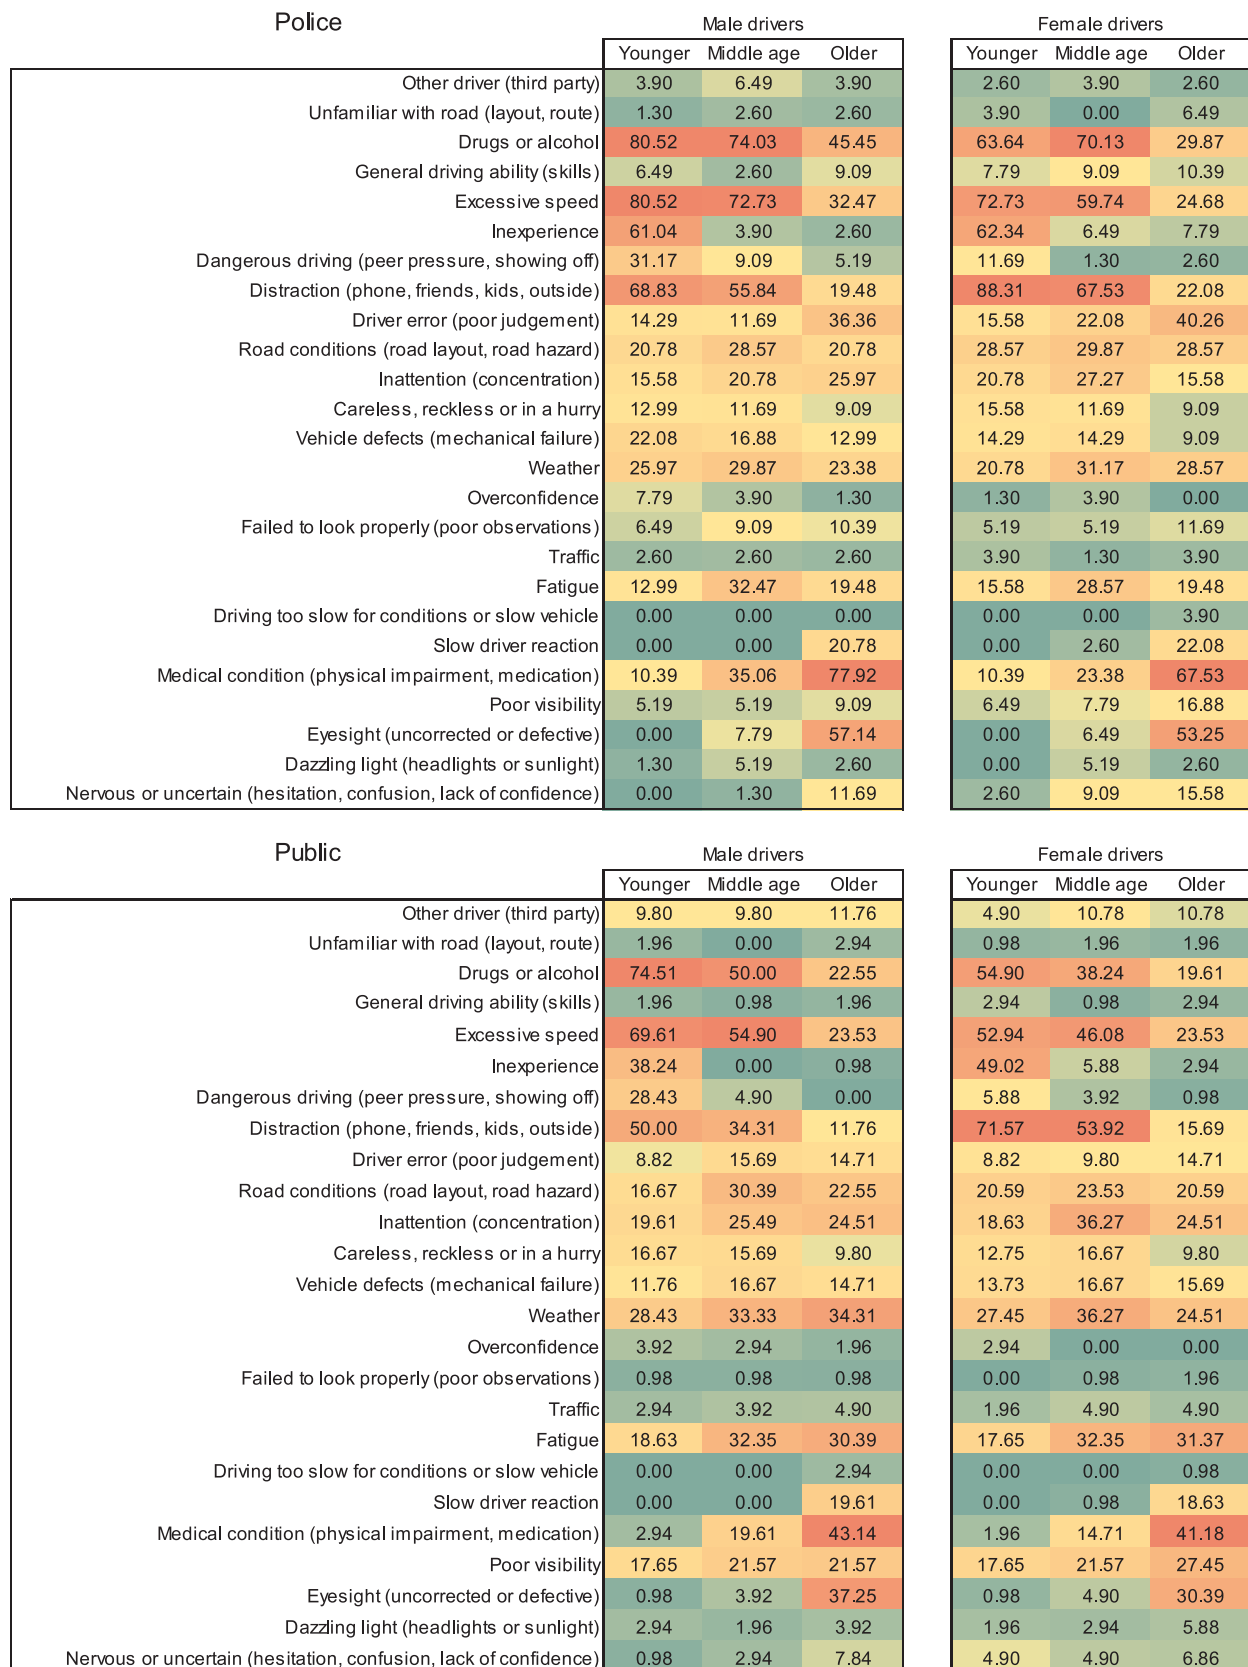 Police Male drivers Female drivers
Younger Middle age Older Younger Middle age Older
Other driver (third party) 3.90 6.49 3.90 2.60 3.90 2.60
Unfamiliar with road (layout, route) 1.30 2.60 2.60 3.90 0.00 6.49
Drugs or alcohol 80.52 74.03 45.45 63.64 70.13 29.87
General driving ability (skills) 6.49 2.60 9.09 7.79 9.09 10.39
Excessive speed 80.52 72.73 32.47 72.73 59.74 24.68
Inexperience 61.04 3.90 2.60 62.34 6.49 7.79
Dangerous driving (peer pressure, showing off) 31.17 9.09 5.19 11.69 1.30 2.60
Distraction (phone, friends, kids, outside) 68.83 55.84 19.48 88.31 67.53 22.08
Driver error (poor judgement) 14.29 11.69 36.36 15.58 22.08 40.26
Road conditions (road layout, road hazard) 20.78 28.57 20.78 28.57 29.87 28.57
Inattention (concentration) 15.58 20.78 25.97 20.78 27.27 15.58
Careless, reckless or in a hurry 12.99 11.69 9.09 15.58 11.69 9.09
Vehicle defects (mechanical failure) 22.08 16.88 12.99 14.29 14.29 9.09
Weather 25.97 29.87 23.38 20.78 31.17 28.57
Overconfidence 7.79 3.90 1.30 1.30 3.90 0.00
Failed to look properly (poor observations) 6.49 9.09 10.39 5.19 5.19 11.69
Traffic 2.60 2.60 2.60 3.90 1.30 3.90
Fatigue 12.99 32.47 19.48 15.58 28.57 19.48
Driving too slow for conditions or slow vehicle 0.00 0.00 0.00 0.00 0.00 3.90
Slow driver reaction 0.00 0.00 20.78 0.00 2.60 22.08
Medical condition (physical impairment, medication) 10.39 35.06 77.92 10.39 23.38 67.53
Poor visibility 5.19 5.19 9.09 6.49 7.79 16.88
Eyesight (uncorrected or defective) 0.00 7.79 57.14 0.00 6.49 53.25
Dazzling light (headlights or sunlight) 1.30 5.19 2.60 0.00 5.19 2.60
Nervous or uncertain (hesitation, confusion, lack of confidence) 0.00 1.30 11.69 2.60 9.09 15.58
Public Male drivers Female drivers
Younger Middle age Older Younger Middle age Older
Other driver (third party) 9.80 9.80 11.76 4.90 10.78 10.78
Unfamiliar with road (layout, route) 1.96 0.00 2.94 0.98 1.96 1.96
Drugs or alcohol 74.51 50.00 22.55 54.90 38.24 19.61
General driving ability (skills) 1.96 0.98 1.96 2.94 0.98 2.94
Excessive speed 69.61 54.90 23.53 52.94 46.08 23.53
Inexperience 38.24 0.00 0.98 49.02 5.88 2.94
Dangerous driving (peer pressure, showing off) 28.43 4.90 0.00 5.88 3.92 0.98
Distraction (phone, friends, kids, outside) 50.00 34.31 11.76 71.57 53.92 15.69
Driver error (poor judgement) 8.82 15.69 14.71 8.82 9.80 14.71
Road conditions (road layout, road hazard) 16.67 30.39 22.55 20.59 23.53 20.59
Inattention (concentration) 19.61 25.49 24.51 18.63 36.27 24.51
Careless, reckless or in a hurry 16.67 15.69 9.80 12.75 16.67 9.80
Vehicle defects (mechanical failure) 11.76 16.67 14.71 13.73 16.67 15.69
Weather 28.43 33.33 34.31 27.45 36.27 24.51
Overconfidence 3.92 2.94 1.96 2.94 0.00 0.00
Failed to look properly (poor observations) 0.98 0.98 0.98 0.00 0.98 1.96
Traffic 2.94 3.92 4.90 1.96 4.90 4.90
Fatigue 18.63 32.35 30.39 17.65 32.35 31.37
Driving too slow for conditions or slow vehicle 0.00 0.00 2.94 0.00 0.00 0.98
Slow driver reaction 0.00 0.00 19.61 0.00 0.98 18.63
Medical condition (physical impairment, medication) 2.94 19.61 43.14 1.96 14.71 41.18
Poor visibility 17.65 21.57 21.57 17.65 21.57 27.45
Eyesight (uncorrected or defective) 0.98 3.92 37.25 0.98 4.90 30.39
Dazzling light (headlights or sunlight) 2.94 1.96 3.92 1.96 2.94 5.88
Nervous or uncertain (hesitation, confusion, lack of confidence) 0.98 2.94 7.84 4.90 4.90 6.86